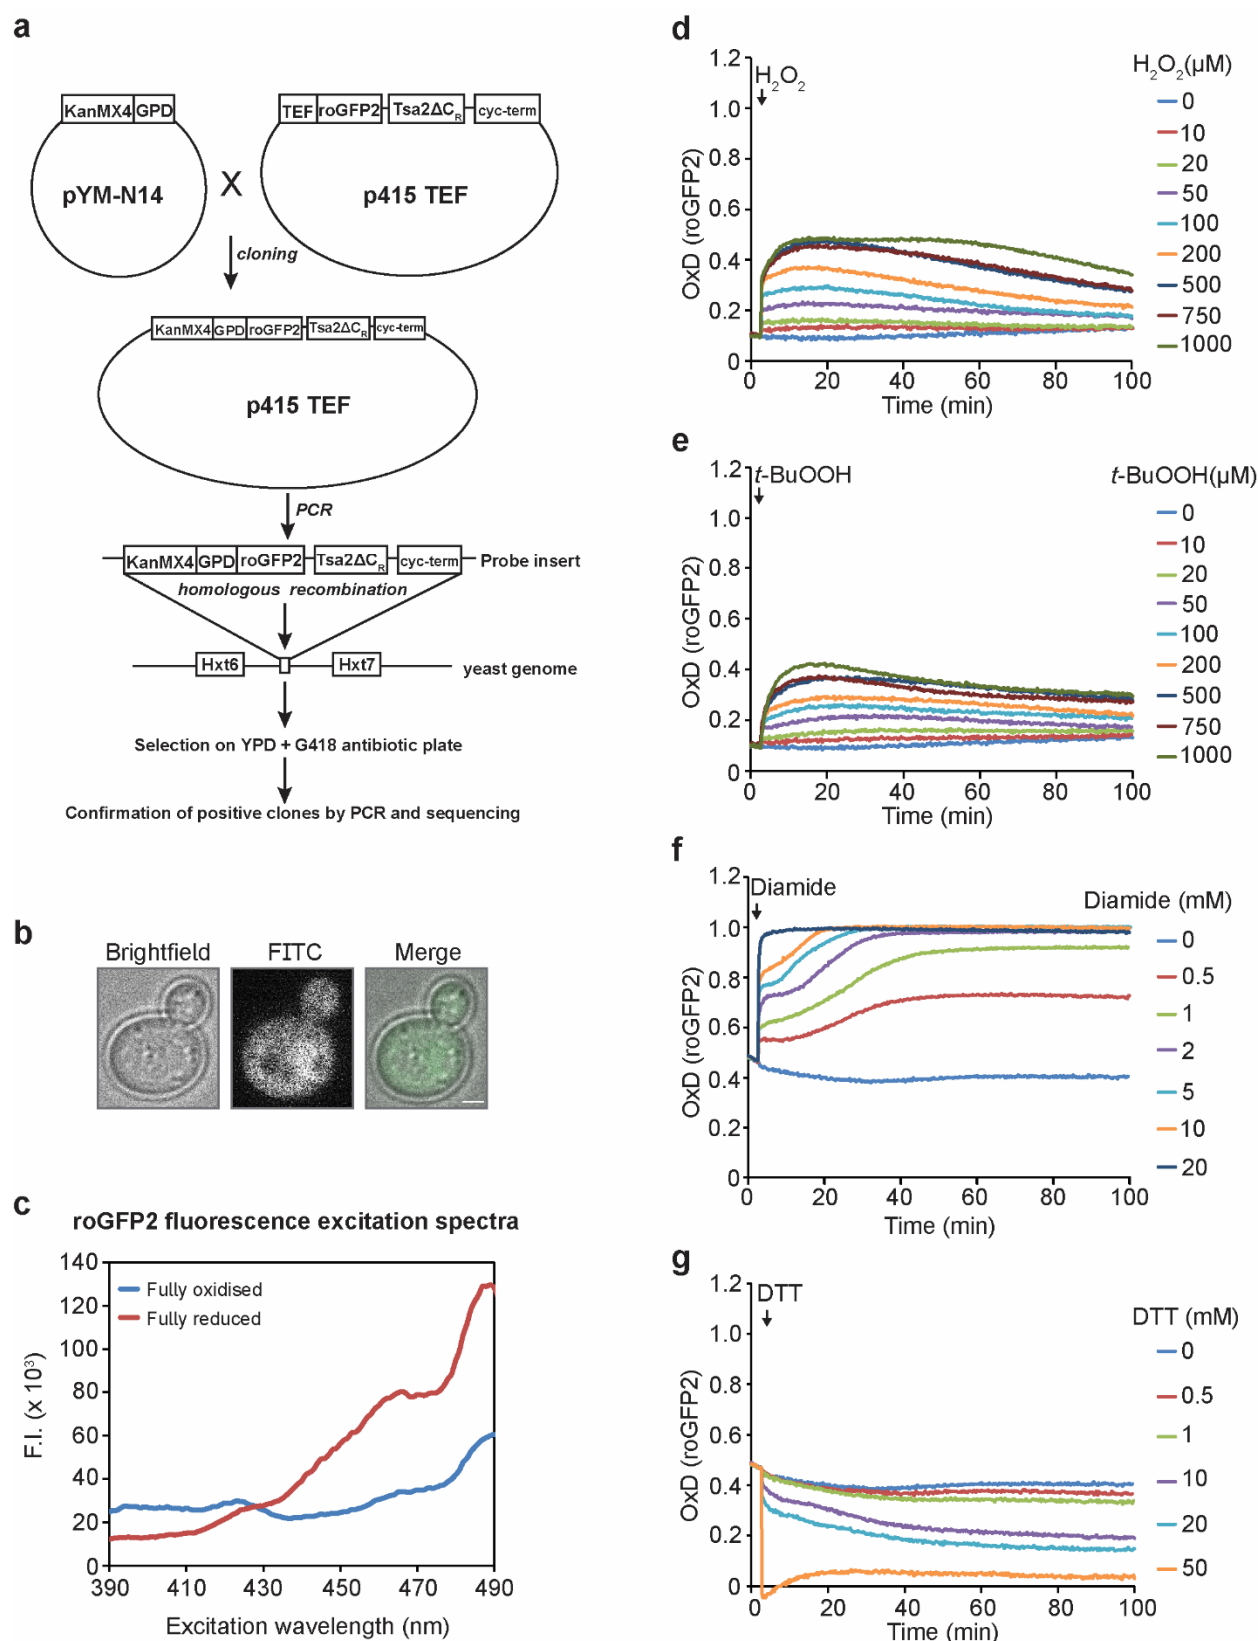 a
KanMX4 GPD
TEF roGFP2 Tsa2ΔCR cyc-term
pYM-N14
X
p415 TEF
cloning
KanMX4 GPD roGFP2 Tsa2ΔCR cyc-term
p415 TEF
PCR
KanMX4 GPD roGFP2 Tsa2ΔCR cyc-term Probe insert
homologous recombination
Hxt6 Hxt7 yeast genome
Selection on YPD + G418 antibiotic plate
Confirmation of positive clones by PCR and sequencing
b
Brightfield FITC Merge
c
roGFP2 fluorescence excitation spectra
Fully oxidised
Fully reduced
F.I. (x 10³)
140
120
100
80
60
40
20
0
390 410 430 450 470 490
Excitation wavelength (nm)
d
H₂O₂
H₂O₂(µM)
0
10
20
50
100
200
500
750
1000
OxD (roGFP2)
1.2
1.0
0.8
0.6
0.4
0.2
0
0 20 40 60 80 100
Time (min)
e
t-BuOOH
t-BuOOH(µM)
0
10
20
50
100
200
500
750
1000
OxD (roGFP2)
1.2
1.0
0.8
0.6
0.4
0.2
0
0 20 40 60 80 100
Time (min)
f
Diamide
Diamide (mM)
0
0.5
1
2
5
10
20
OxD (roGFP2)
1.2
1.0
0.8
0.6
0.4
0.2
0
0 20 40 60 80 100
Time (min)
g
DTT
DTT (mM)
0
0.5
1
10
20
50
OxD (roGFP2)
1.2
1.0
0.8
0.6
0.4
0.2
0
0 20 40 60 80 100
Time (min)